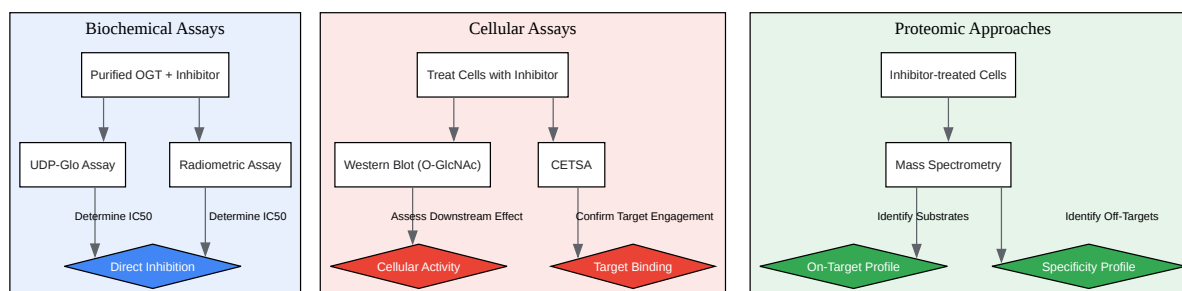 Biochemical Assays
Purified OGT + Inhibitor
UDP-Glo Assay
Radiometric Assay
Determine IC50
Determine IC50
Direct Inhibition
Cellular Assays
Treat Cells with Inhibitor
Western Blot (O-GlcNAc)
CETSA
Assess Downstream Effect
Confirm Target Engagement
Cellular Activity
Target Binding
Proteomic Approaches
Inhibitor-treated Cells
Mass Spectrometry
Identify Substrates
Identify Off-Targets
On-Target Profile
Specificity Profile